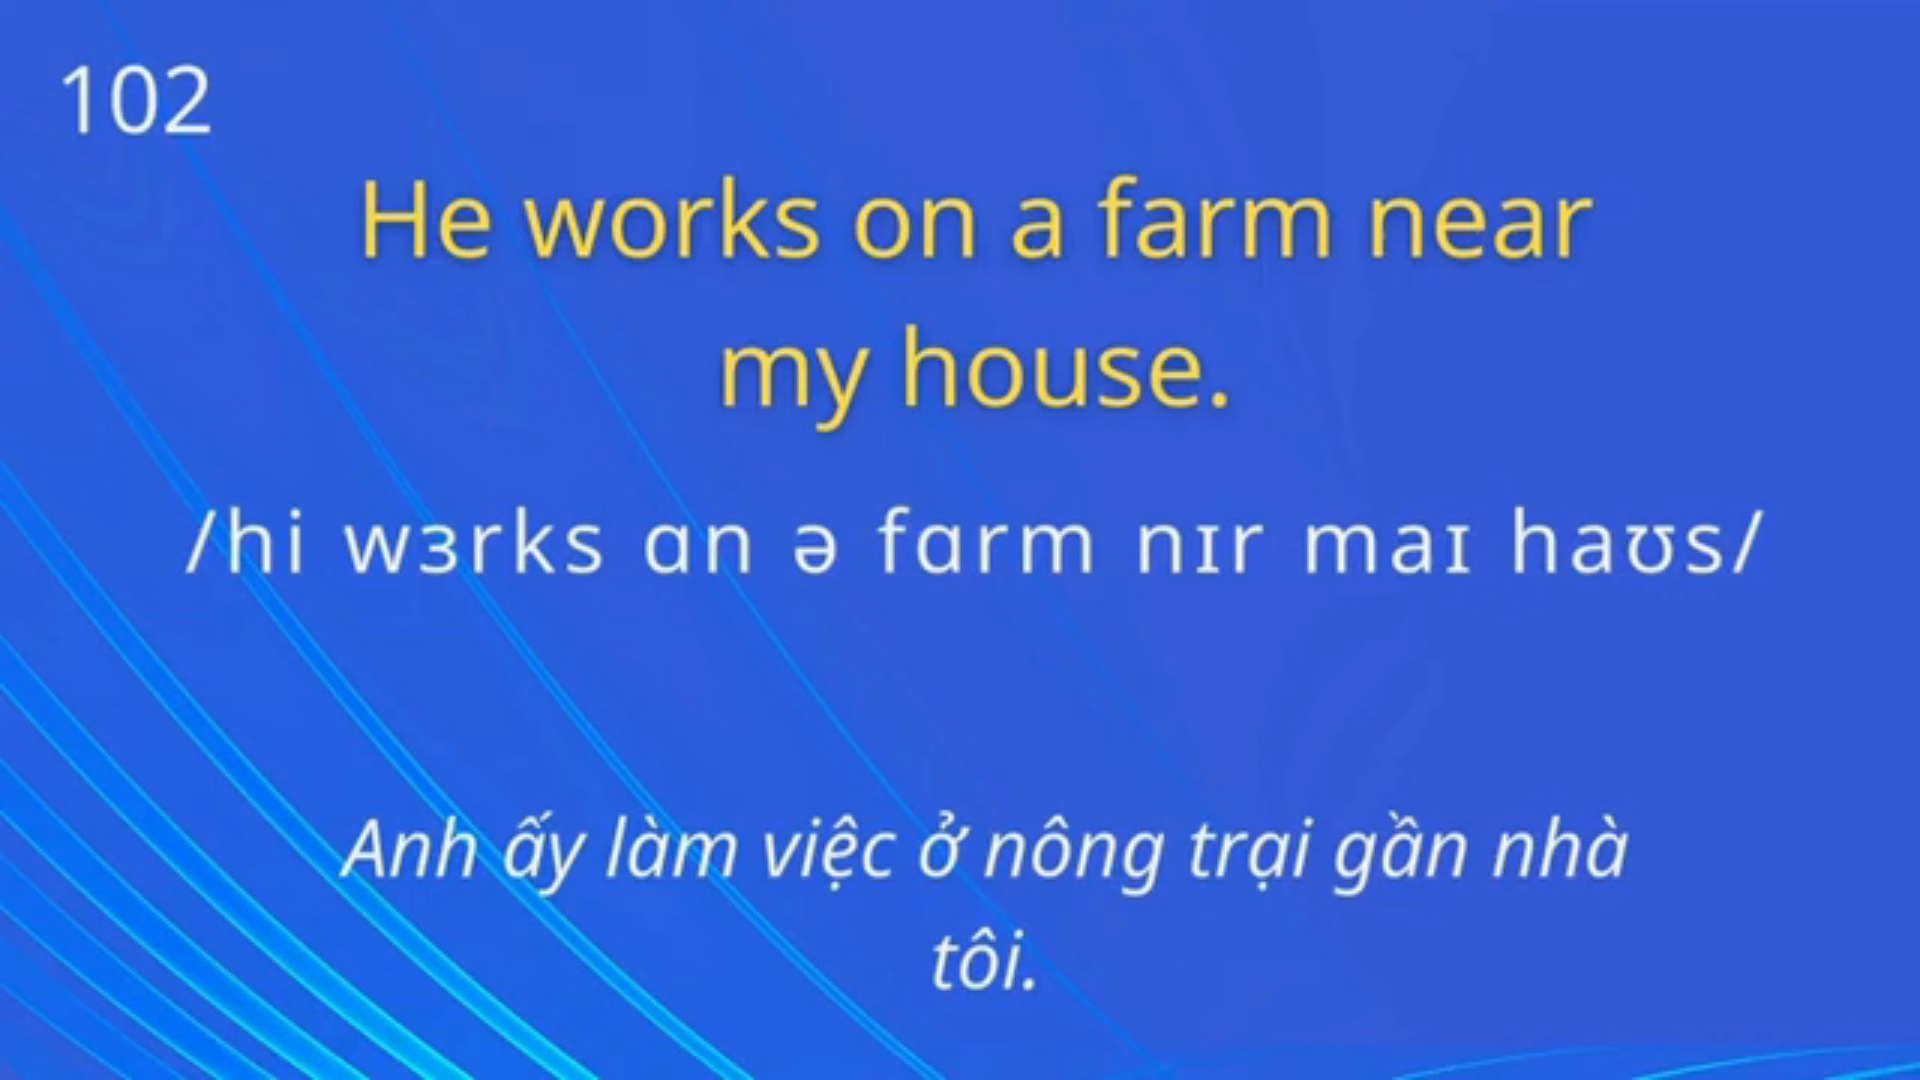 102
He works on a farm near
my house.
/hi wɜrks ɑn ə fɑrm nɪr maɪ haʊs/
Anh ấy làm việc ở nông trại gần nhà
tôi.